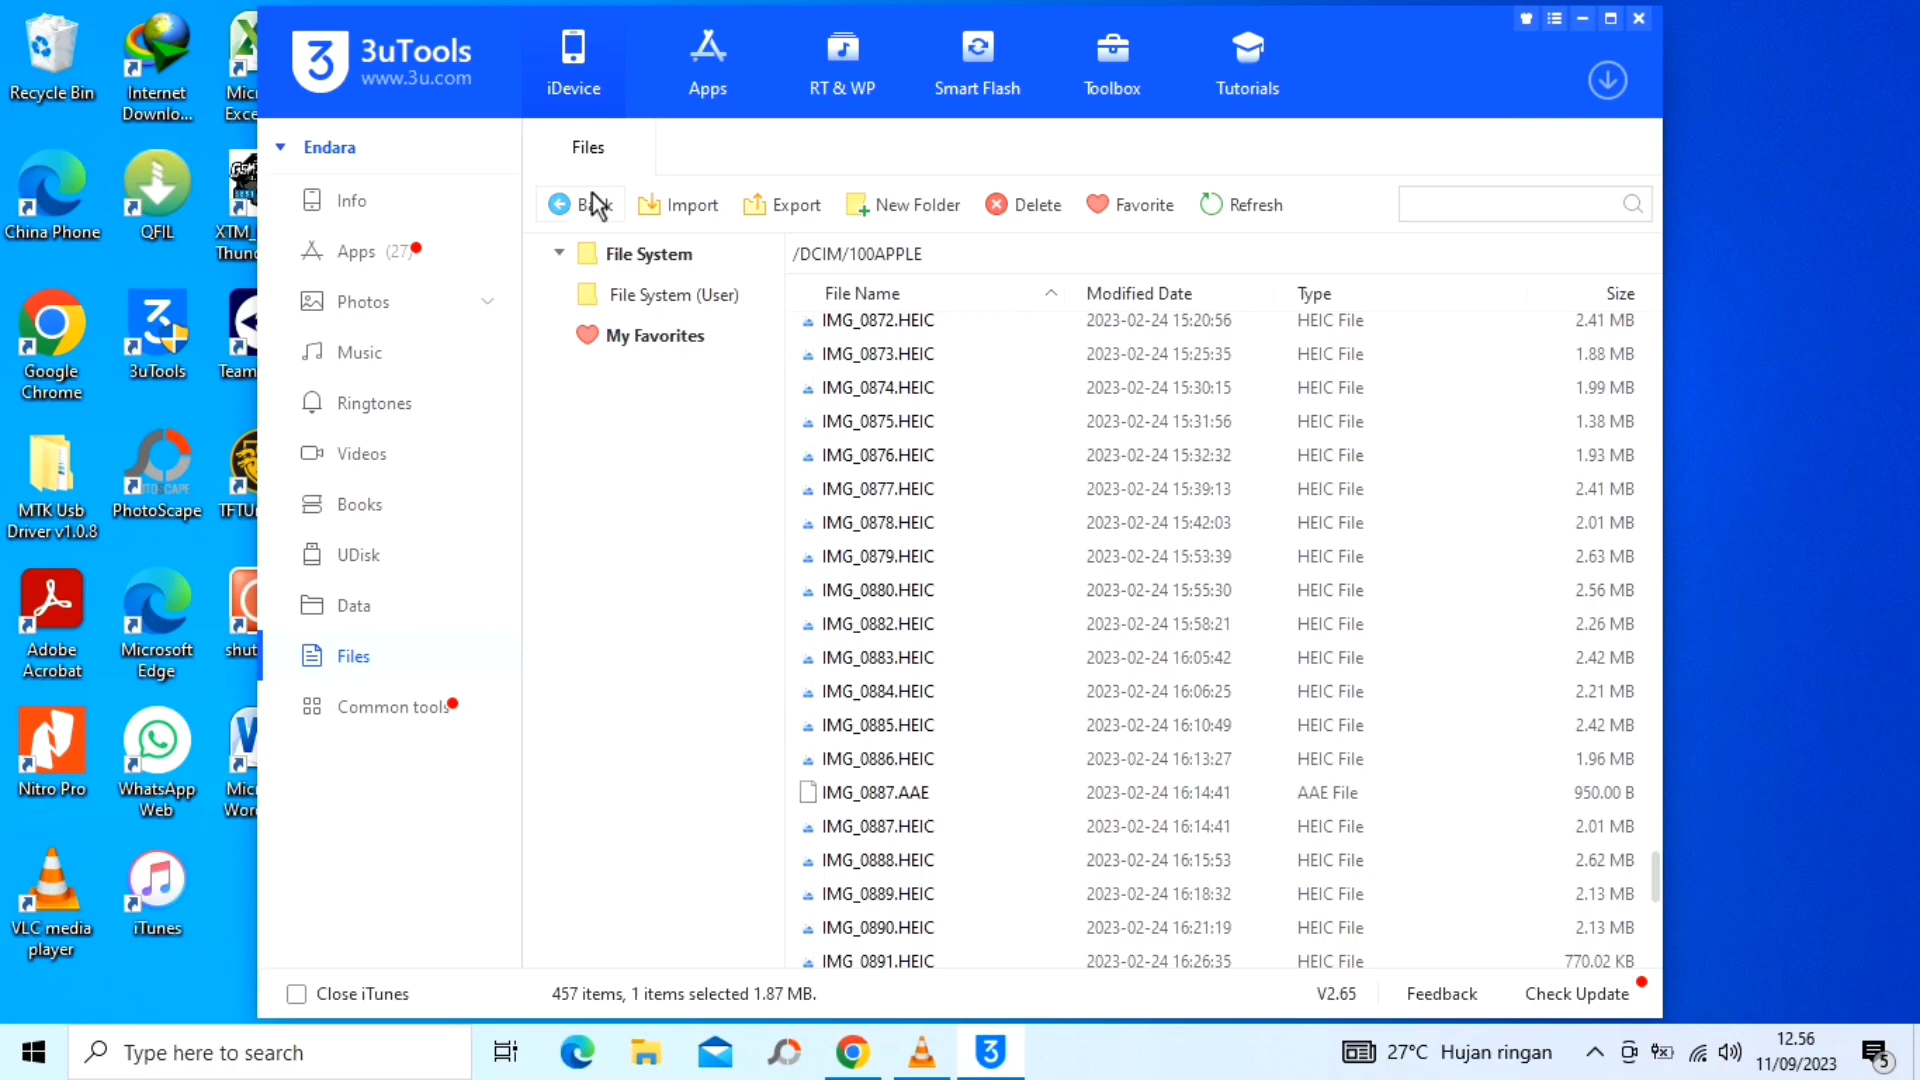 Recycle Bin
Internet
Downlo...
Mic
Exce
China Phone
QFIL
XTM_
Thun
Google
Chrome
3uTools
Team
MTK Usb
Driver v1.0.8
PhotoScape
TFTU
Adobe
Acrobat
Microsoft
Edge
shut
Nitro Pro
WhatsApp
Web
Mic
Wor
VLC media
player
iTunes
3uTools
www.3u.com
iDevice
Apps
RT & WP
Smart Flash
Toolbox
Tutorials
Endara
Info
Apps (27)
Photos
Music
Ringtones
Videos
Books
UDisk
Data
Files
Common tools
Files
Import
Export
New Folder
Delete
Favorite
Refresh
File System
File System (User)
My Favorites
/DCIM/100APPLE
File Name Modified Date Type Size
IMG_0872.HEIC 2023-02-24 15:20:56 HEIC File 2.41 MB
IMG_0873.HEIC 2023-02-24 15:25:35 HEIC File 1.88 MB
IMG_0874.HEIC 2023-02-24 15:30:15 HEIC File 1.99 MB
IMG_0875.HEIC 2023-02-24 15:31:56 HEIC File 1.38 MB
IMG_0876.HEIC 2023-02-24 15:32:32 HEIC File 1.93 MB
IMG_0877.HEIC 2023-02-24 15:39:13 HEIC File 2.41 MB
IMG_0878.HEIC 2023-02-24 15:42:03 HEIC File 2.01 MB
IMG_0879.HEIC 2023-02-24 15:53:39 HEIC File 2.63 MB
IMG_0880.HEIC 2023-02-24 15:55:30 HEIC File 2.56 MB
IMG_0882.HEIC 2023-02-24 15:58:21 HEIC File 2.26 MB
IMG_0883.HEIC 2023-02-24 16:05:42 HEIC File 2.42 MB
IMG_0884.HEIC 2023-02-24 16:06:25 HEIC File 2.21 MB
IMG_0885.HEIC 2023-02-24 16:10:49 HEIC File 2.42 MB
IMG_0886.HEIC 2023-02-24 16:13:27 HEIC File 1.96 MB
IMG_0887.AAE 2023-02-24 16:14:41 AAE File 950.00 B
IMG_0887.HEIC 2023-02-24 16:14:41 HEIC File 2.01 MB
IMG_0888.HEIC 2023-02-24 16:15:53 HEIC File 2.62 MB
IMG_0889.HEIC 2023-02-24 16:18:32 HEIC File 2.13 MB
IMG_0890.HEIC 2023-02-24 16:21:19 HEIC File 2.13 MB
IMG_0891.HEIC 2023-02-24 16:26:35 HEIC File 770.02 KB
Close iTunes
457 items, 1 items selected 1.87 MB.
V2.65
Feedback
Check Update
Type here to search
27°C Hujan ringan
12.56
11/09/2023
5